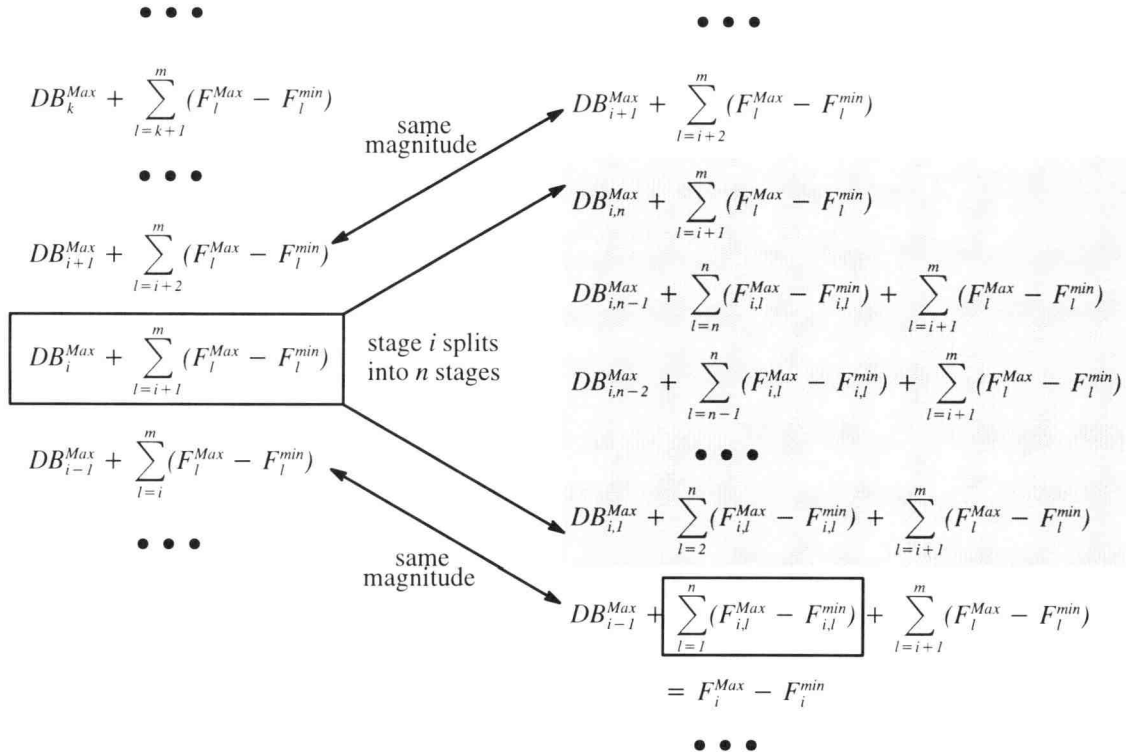 • • •
DB_k^{Max} + \sum_{l=k+1}^{m} (F_l^{Max} − F_l^{min})
• • •
DB_{i+1}^{Max} + \sum_{l=i+2}^{m} (F_l^{Max} − F_l^{min})
DB_i^{Max} + \sum_{l=i+1}^{m} (F_l^{Max} − F_l^{min})
DB_{i−1}^{Max} + \sum_{l=i}^{m} (F_l^{Max} − F_l^{min})
• • •
same
magnitude
stage i splits
into n stages
same
magnitude
• • •
DB_{i+1}^{Max} + \sum_{l=i+2}^{m} (F_l^{Max} − F_l^{min})
DB_{i,n}^{Max} + \sum_{l=i+1}^{m} (F_l^{Max} − F_l^{min})
DB_{i,n−1}^{Max} + \sum_{l=n}^{n} (F_{i,l}^{Max} − F_{i,l}^{min}) + \sum_{l=i+1}^{m} (F_l^{Max} − F_l^{min})
DB_{i,n−2}^{Max} + \sum_{l=n−1}^{n} (F_{i,l}^{Max} − F_{i,l}^{min}) + \sum_{l=i+1}^{m} (F_l^{Max} − F_l^{min})
• • •
DB_{i,1}^{Max} + \sum_{l=2}^{n} (F_{i,l}^{Max} − F_{i,l}^{min}) + \sum_{l=i+1}^{m} (F_l^{Max} − F_l^{min})
DB_{i−1}^{Max} + \sum_{l=1}^{n} (F_{i,l}^{Max} − F_{i,l}^{min}) + \sum_{l=i+1}^{m} (F_l^{Max} − F_l^{min})
= F_i^{Max} − F_i^{min}
• • •